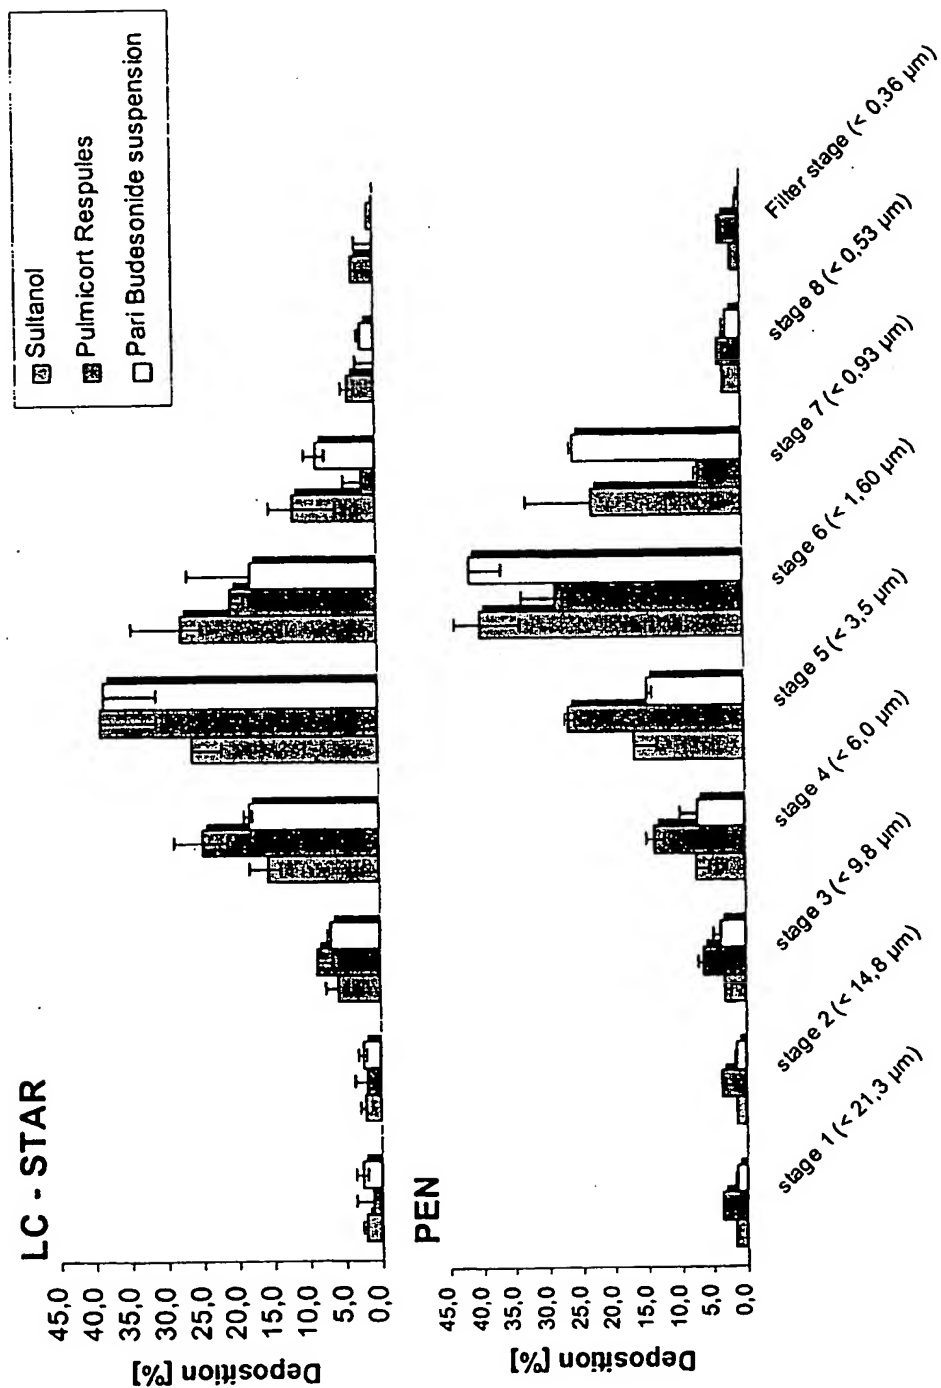 Sultanol
Pulmicort Respules
Pari Budesonide suspension
LC - STAR
Deposition [%]
45,0
40,0
35,0
30,0
25,0
20,0
15,0
10,0
5,0
0,0
PEN
Deposition [%]
45,0
40,0
35,0
30,0
25,0
20,0
15,0
10,0
5,0
0,0
stage 1 (< 21,3 µm)
stage 2 (< 14,8 µm)
stage 3 (< 9,8 µm)
stage 4 (< 6,0 µm)
stage 5 (< 3,5 µm)
stage 6 (< 1,60 µm)
stage 7 (< 0,93 µm)
stage 8 (< 0,53 µm)
Filter stage (< 0,36 µm)